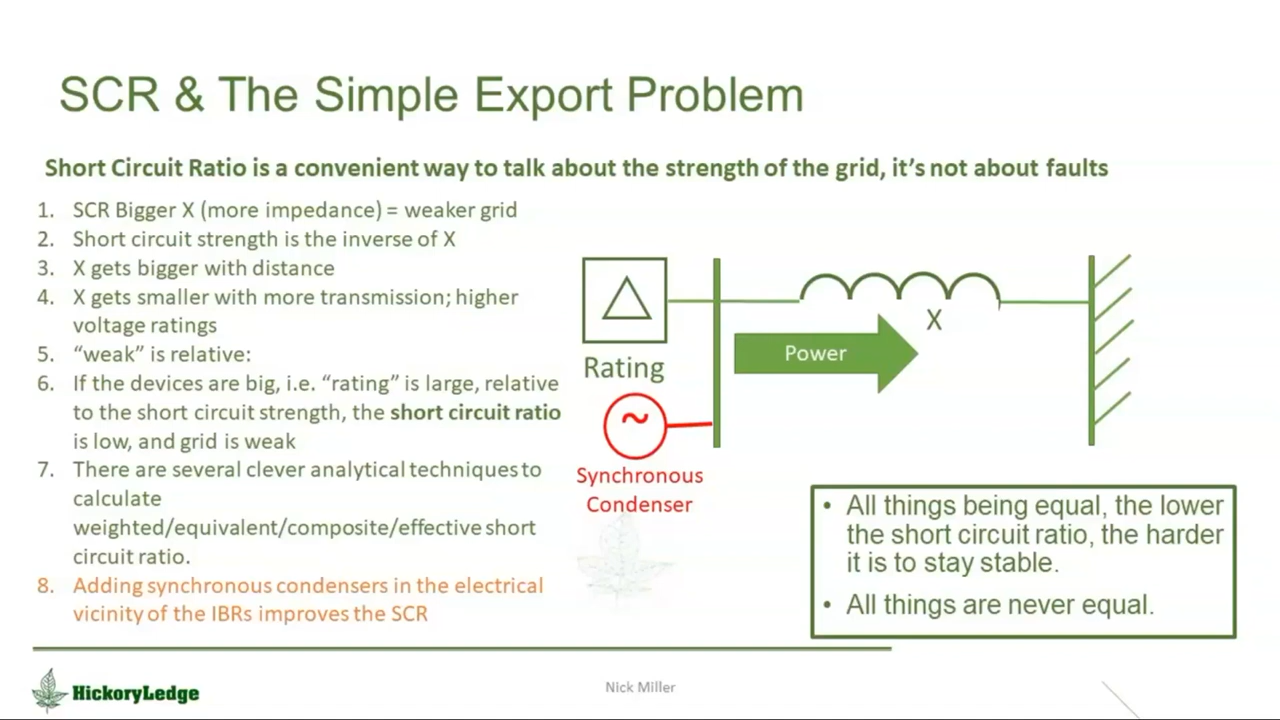 SCR & The Simple Export Problem
Short Circuit Ratio is a convenient way to talk about the strength of the grid, it's not about faults
1. SCR Bigger X (more impedance) = weaker grid
2. Short circuit strength is the inverse of X
3. X gets bigger with distance
4. X gets smaller with more transmission; higher
voltage ratings
5. “weak” is relative:
6. If the devices are big, i.e. “rating” is large, relative
to the short circuit strength, the short circuit ratio
is low, and grid is weak
7. There are several clever analytical techniques to
calculate
weighted/equivalent/composite/effective short
circuit ratio.
8. Adding synchronous condensers in the electrical
vicinity of the IBRs improves the SCR
X
Power
Rating
~
Synchronous
Condenser
• All things being equal, the lower
the short circuit ratio, the harder
it is to stay stable.
• All things are never equal.
HickoryLedge
Nick Miller